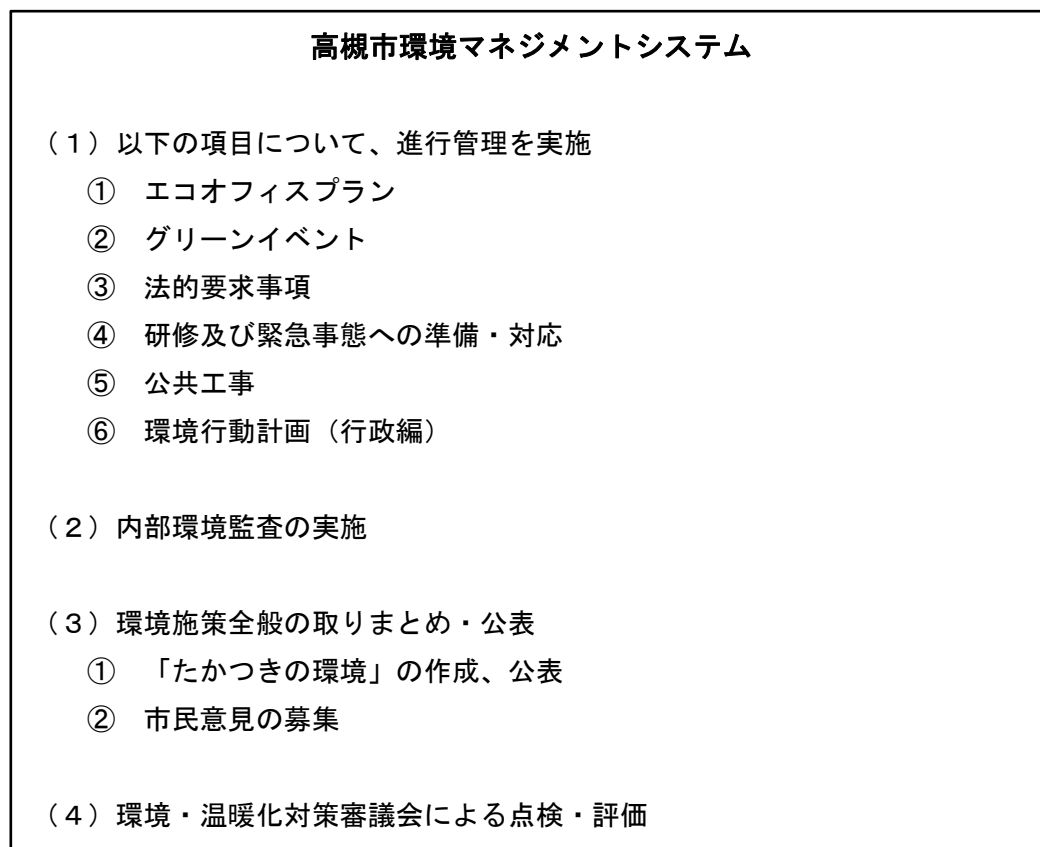 高槻市環境マネジメントシステム
（１）以下の項目について、進行管理を実施
①　エコオフィスプラン
②　グリーンイベント
③　法的要求事項
④　研修及び緊急事態への準備・対応
⑤　公共工事
⑥　環境行動計画（行政編）
（２）内部環境監査の実施
（３）環境施策全般の取りまとめ・公表
①　「たかつきの環境」の作成、公表
②　市民意見の募集
（４）環境・温暖化対策審議会による点検・評価